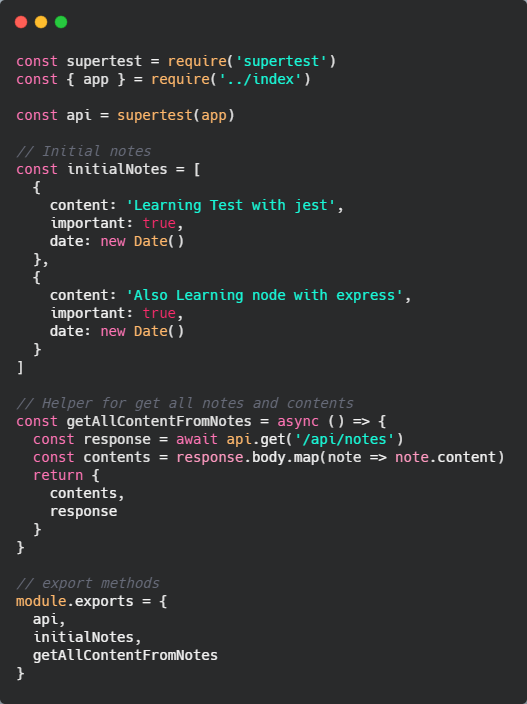 const supertest = require('supertest')
const { app } = require('../index')

const api = supertest(app)

// Initial notes
const initialNotes = [
  {
    content: 'Learning Test with jest',
    important: true,
    date: new Date()
  },
  {
    content: 'Also Learning node with express',
    important: true,
    date: new Date()
  }
]

// Helper for get all notes and contents
const getAllContentFromNotes = async () => {
  const response = await api.get('/api/notes')
  const contents = response.body.map(note => note.content)
  return {
    contents,
    response
  }
}

// export methods
module.exports = {
  api,
  initialNotes,
  getAllContentFromNotes
}